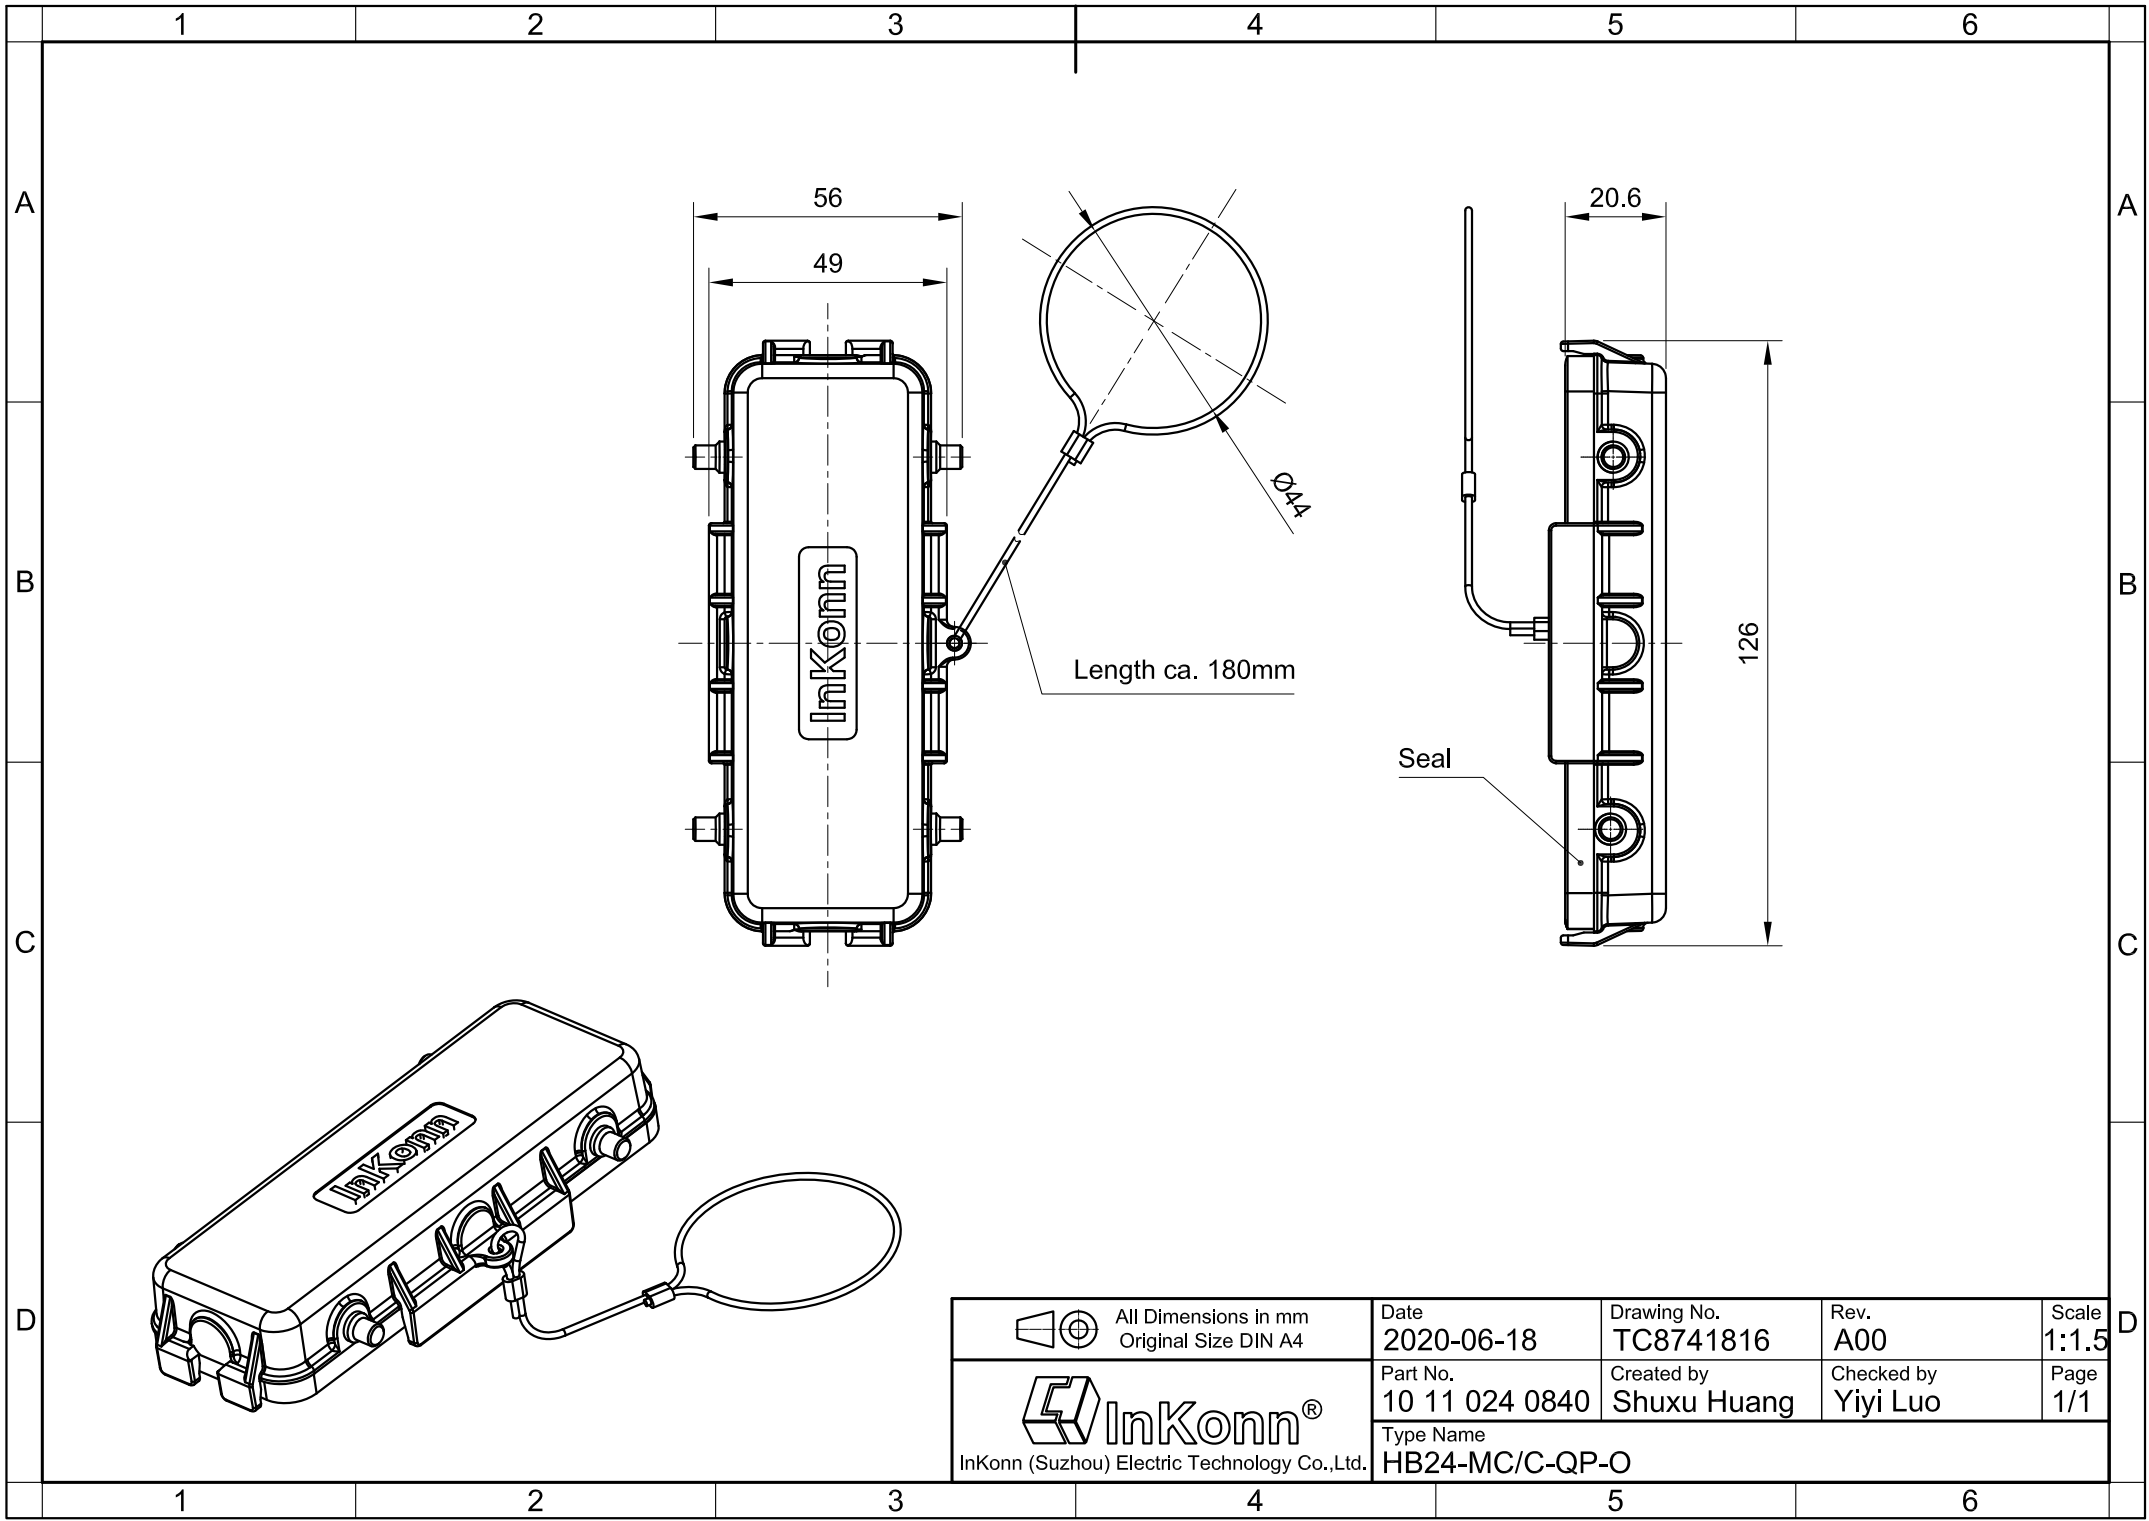 1 2 3 4 5 6
A A
56
20.6
49
Ø44
B B
InKonn
126
Length ca. 180mm
Seal
C C
InKonn
D D
All Dimensions in mm
Original Size DIN A4
Date
2020-06-18
Drawing No.
TC8741816
Rev.
A00
Scale
1:1.5
Part No.
10 11 024 0840
Created by
Shuxu Huang
Checked by
Yiyi Luo
Page
1/1
InKonn®
InKonn (Suzhou) Electric Technology Co.,Ltd.
Type Name
HB24-MC/C-QP-O
1 2 3 4 5 6